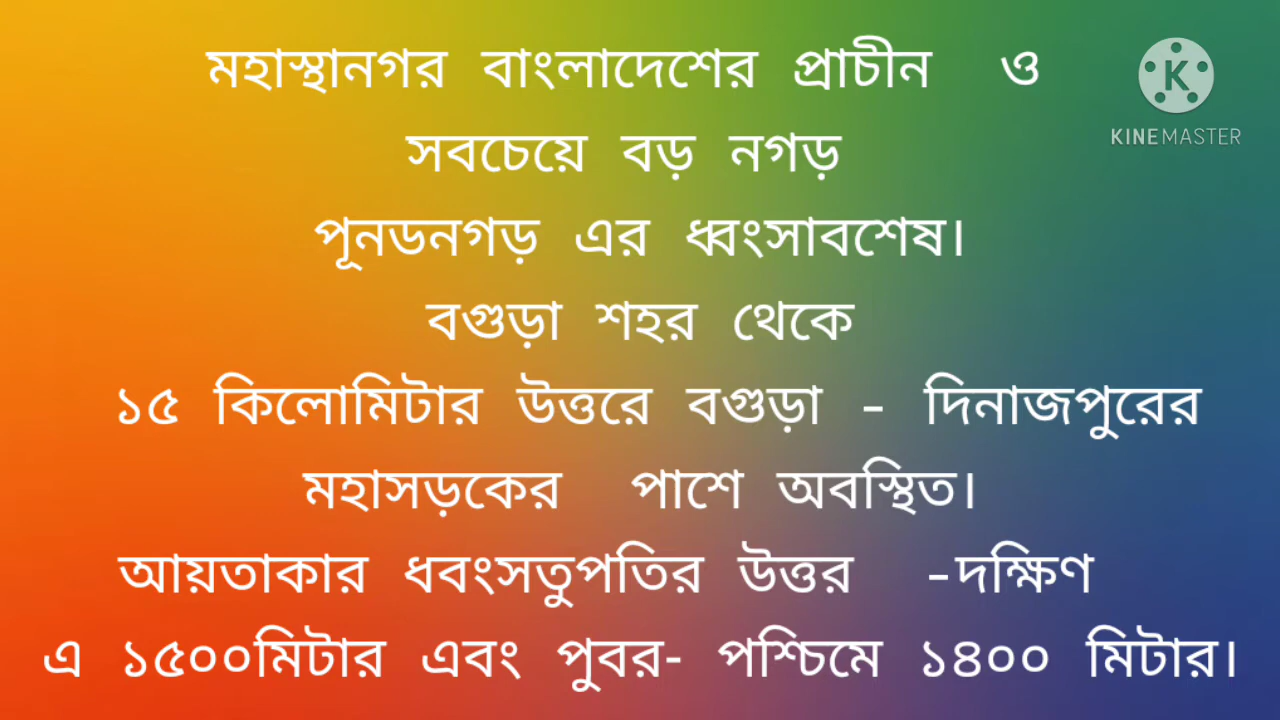 মহাস্থানগর বাংলাদেশের প্রাচীন ও
সবচেয়ে বড় নগড়
পূনডনগড় এর ধ্বংসাবশেষ।
বগুড়া শহর থেকে
১৫ কিলোমিটার উত্তরে বগুড়া - দিনাজপুরের
মহাসড়কের পাশে অবস্থিত।
আয়তাকার ধবংসতুপতির উত্তর -দক্ষিণ
এ ১৫০০মিটার এবং পুবর- পশ্চিমে ১৪০০ মিটার।
K
KINEMASTER